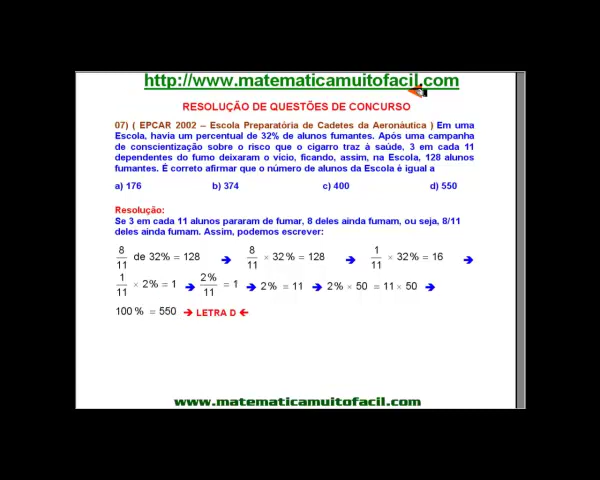 http://www.matematicamuitofacil.com
RESOLUÇÃO DE QUESTÕES DE CONCURSO
07) ( EPCAR 2002 – Escola Preparatória de Cadetes da Aeronáutica ) Em uma
Escola, havia um percentual de 32% de alunos fumantes. Após uma campanha
de conscientização sobre o risco que o cigarro traz à saúde, 3 em cada 11
dependentes do fumo deixaram o vício, ficando, assim, na Escola, 128 alunos
fumantes. É correto afirmar que o número de alunos da Escola é igual a
a) 176 b) 374 c) 400 d) 550
Resolução:
Se 3 em cada 11 alunos pararam de fumar, 8 deles ainda fumam, ou seja, 8/11
deles ainda fumam. Assim, podemos escrever:
8/11 de 32% = 128 ➔ 8/11 × 32% = 128 ➔ 1/11 × 32% = 16 ➔
1/11 × 2% = 1 ➔ 2%/11 = 1 ➔ 2% = 11 ➔ 2% × 50 = 11 × 50 ➔
100% = 550 ➔ LETRA D ←
www.matematicamuitofacil.com